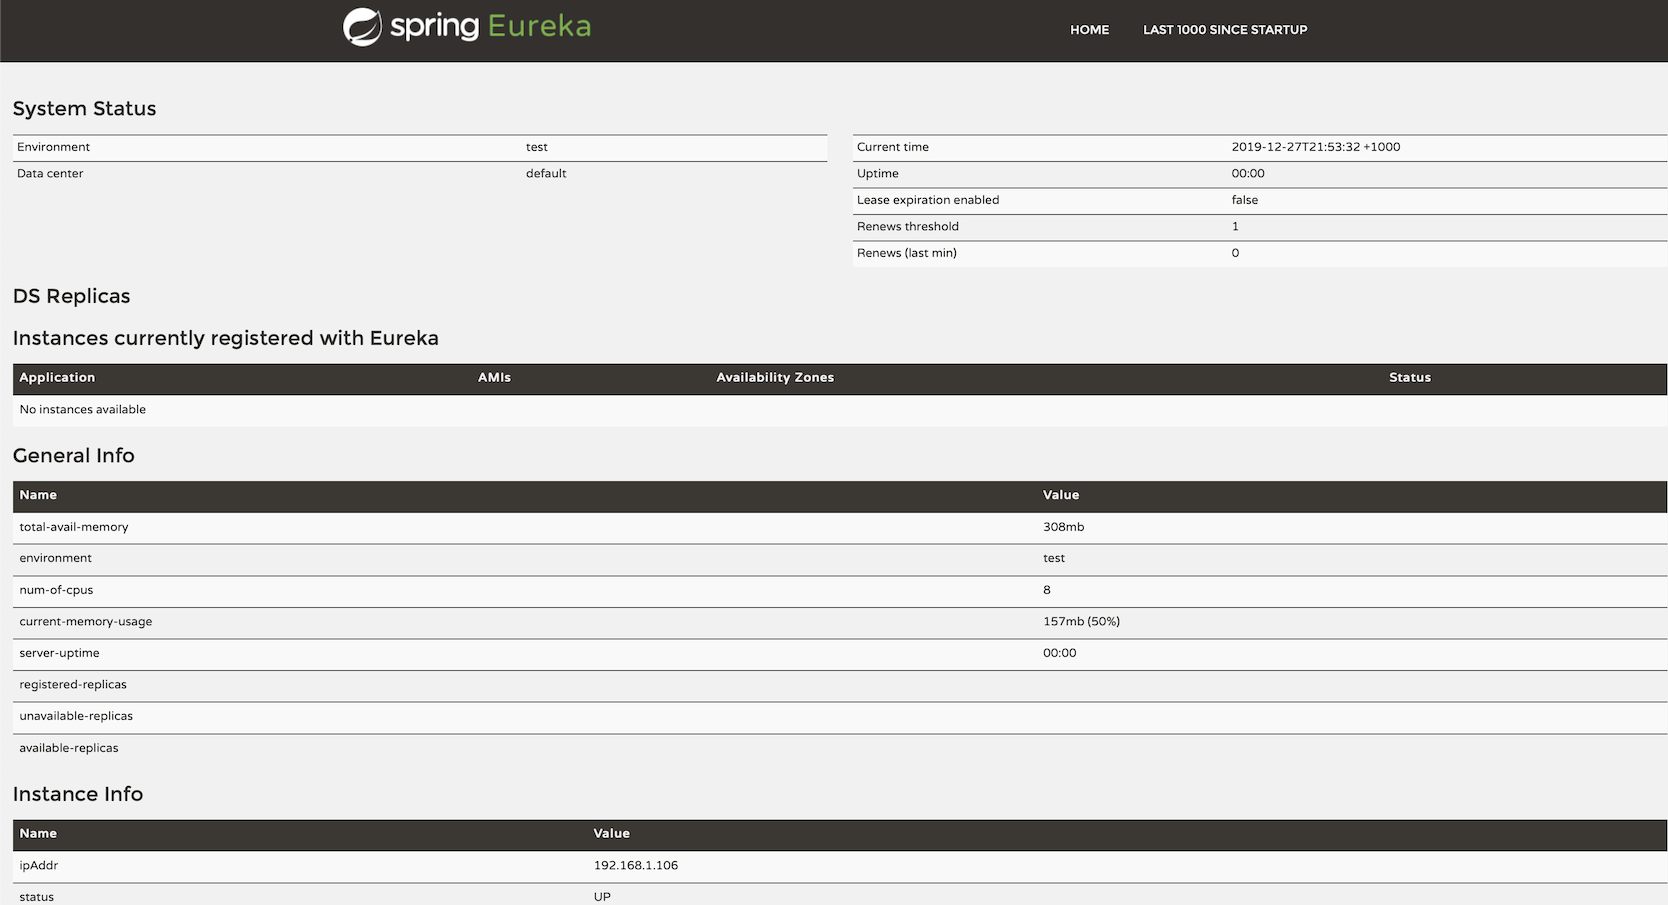 spring Eureka
HOME LAST 1000 SINCE STARTUP
System Status
Environment test
Data center default
Current time 2019-12-27T21:53:32 +1000
Uptime 00:00
Lease expiration enabled false
Renews threshold 1
Renews (last min) 0
DS Replicas
Instances currently registered with Eureka
Application AMIs Availability Zones Status
No instances available
General Info
Name Value
total-avail-memory 308mb
environment test
num-of-cpus 8
current-memory-usage 157mb (50%)
server-uptime 00:00
registered-replicas
unavailable-replicas
available-replicas
Instance Info
Name Value
ipAddr 192.168.1.106
status UP